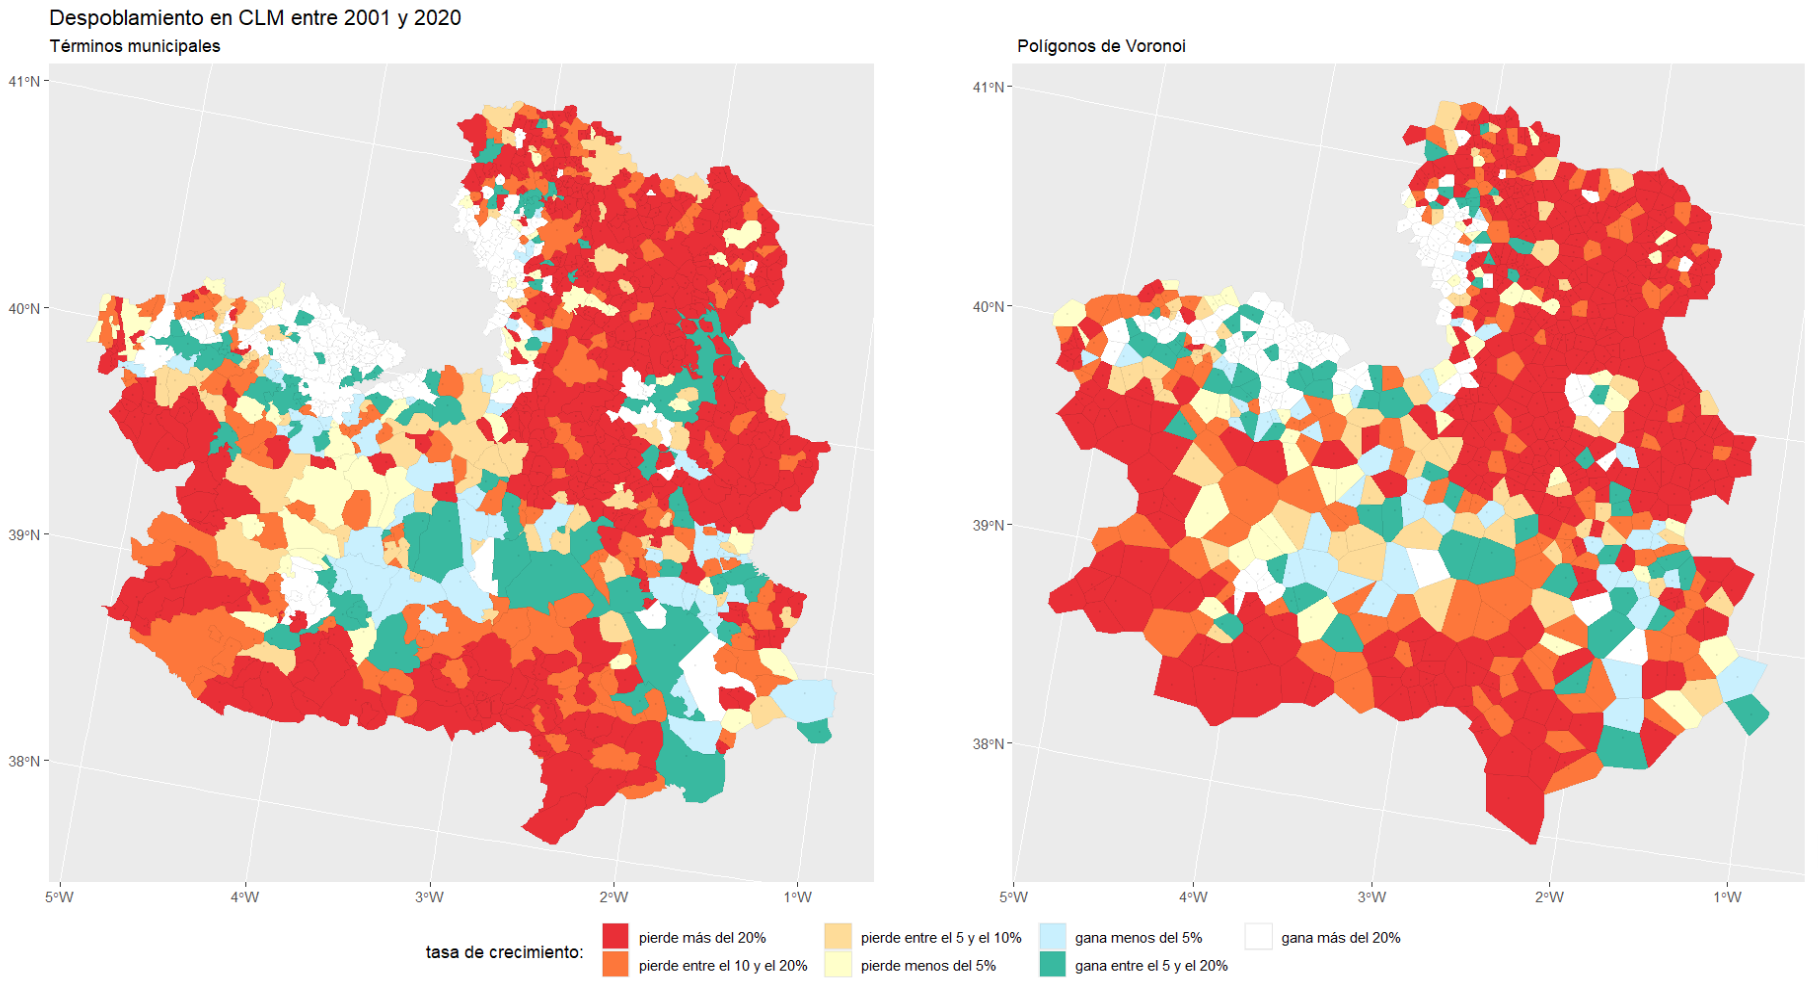 Despoblamiento en CLM entre 2001 y 2020
Términos municipales
Polígonos de Voronoi
41°N
40°N
39°N
38°N
5°W
4°W
3°W
2°W
1°W
41°N
40°N
39°N
38°N
5°W
4°W
3°W
2°W
1°W
tasa de crecimiento:
pierde más del 20%
pierde entre el 10 y el 20%
pierde entre el 5 y el 10%
pierde menos del 5%
gana menos del 5%
gana entre el 5 y el 20%
gana más del 20%